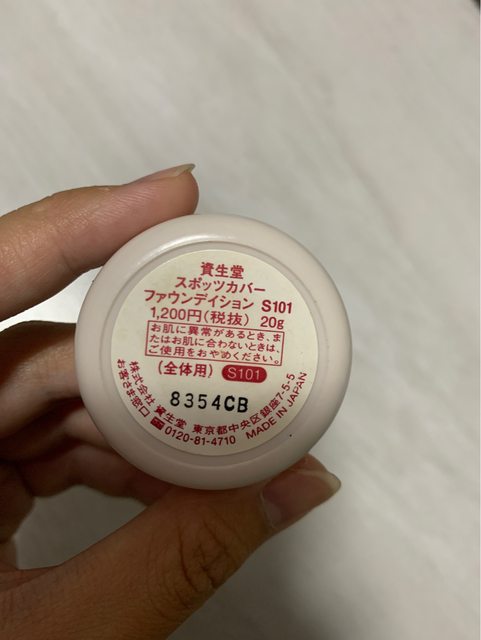 資生堂
スポッツカバー
ファウンデイション S101
1,200円(税抜) 20g
お肌に異常があるとき、ま
たはお肌に合わないときは、
ご使用をおやめください。
(全体用) S101
8354CB
株式会社 資生堂 東京都中央区銀座7-5-5
お客さま窓口 ☎0120-81-4710 MADE IN JAPAN